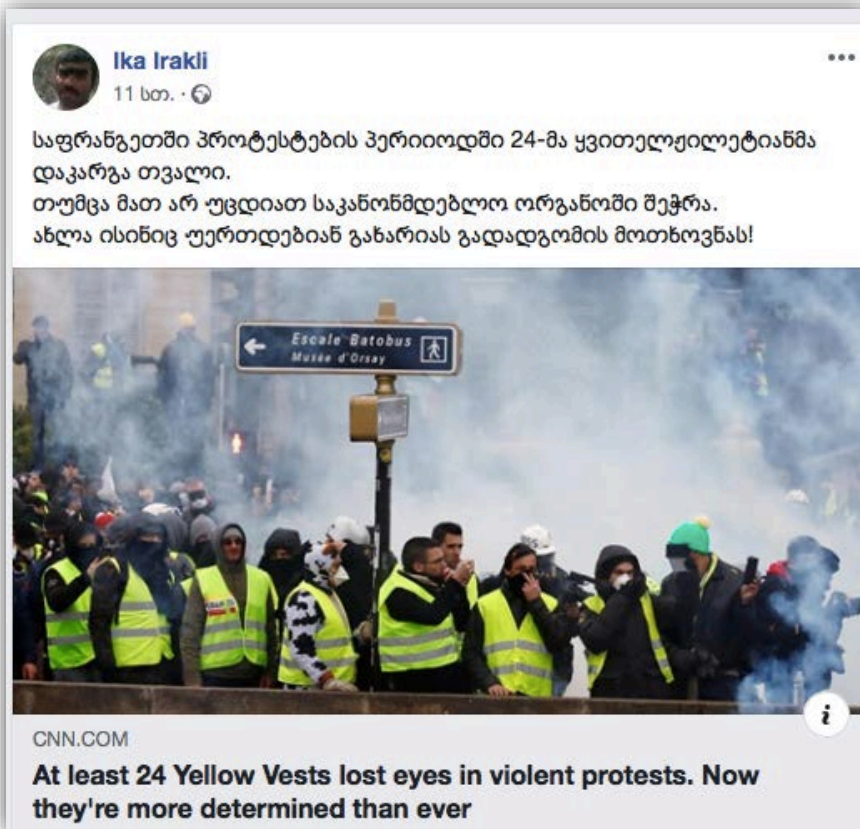 Ika Irakli
11 სთ. ·
საფრანგეთში პროტესტების პერიიოდში 24-მა ყვითელჟილეტიანმა
დაკარგა თვალი.
თუმცა მათ არ უცდიათ საკანონმდებლო ორგანოში შეჭრა.
ახლა ისინიც უერთდებიან გახარიას გადადგომის მოთხოვნას!
Escale Batobus
Musée d'Orsay
i
CNN.COM
At least 24 Yellow Vests lost eyes in violent protests. Now
they're more determined than ever